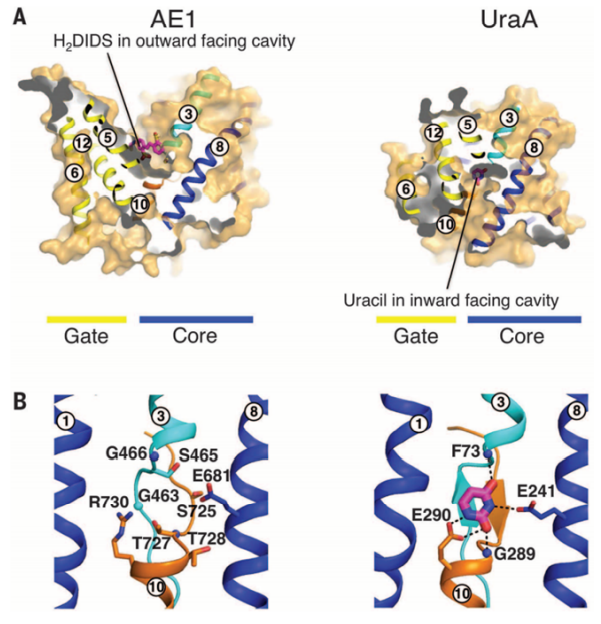 A
AE1
UraA
H₂DIDS in outward facing cavity
3
5
12
8
6
10
3
5
12
8
6
10
Uracil in inward facing cavity
Gate
Core
Gate
Core
B
1
3
8
G466
S465
E681
R730
G463
S725
T727
T728
10
1
3
8
F73
E241
E290
G289
10